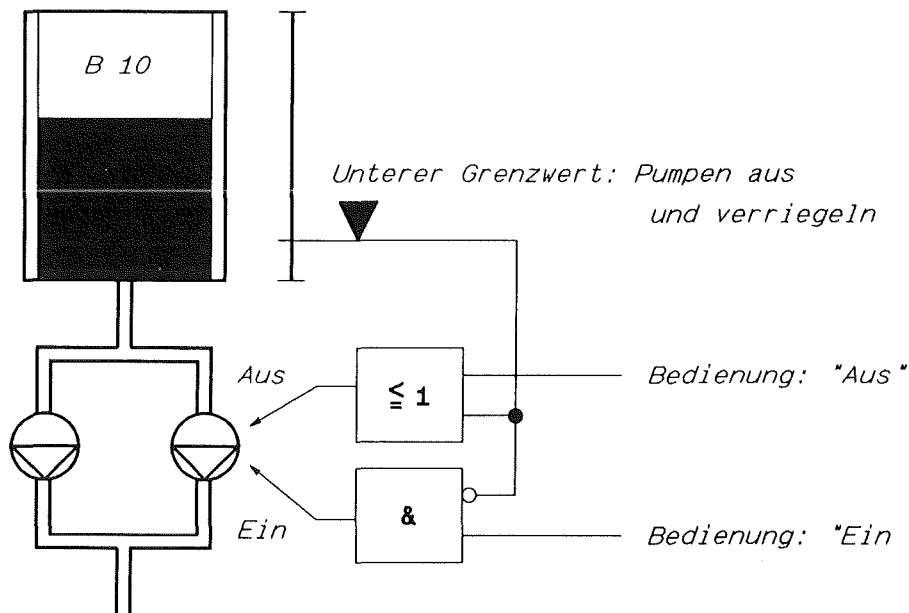 B 10
Unterer Grenzwert: Pumpen aus
und verriegeln
Aus
≦ 1
Bedienung: "Aus"
&
Ein
Bedienung: "Ein